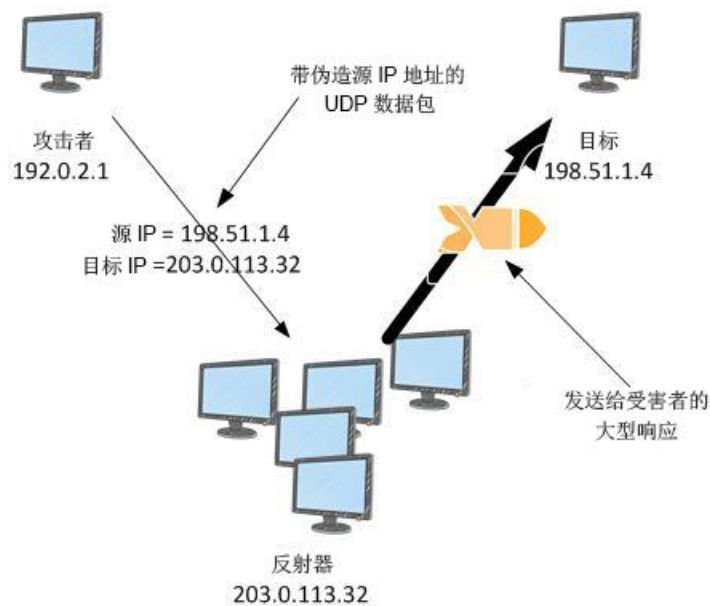 带伪造源 IP 地址的
UDP 数据包
攻击者
192.0.2.1
目标
198.51.1.4
源 IP = 198.51.1.4
目标 IP =203.0.113.32
发送给受害者的
大型响应
反射器
203.0.113.32